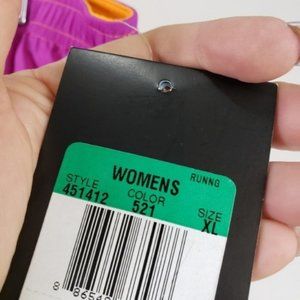 WOMENS RUNNG
STYLE COLOR SIZE
451412 521 XL